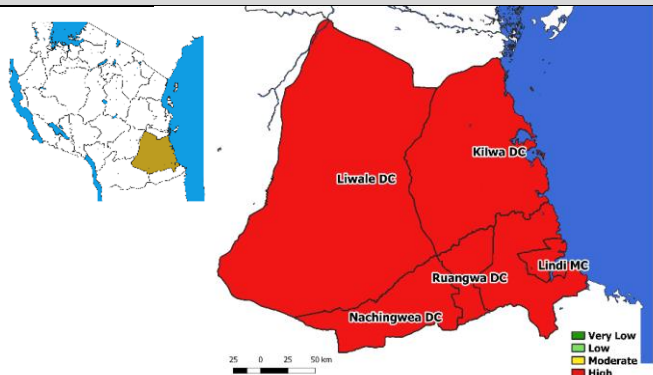 Kilwa DC
Liwale DC
Lindi MC
Ruangwa DC
Nachingwea DC
Very Low
Low
Moderate
High
25 0 25 50 km